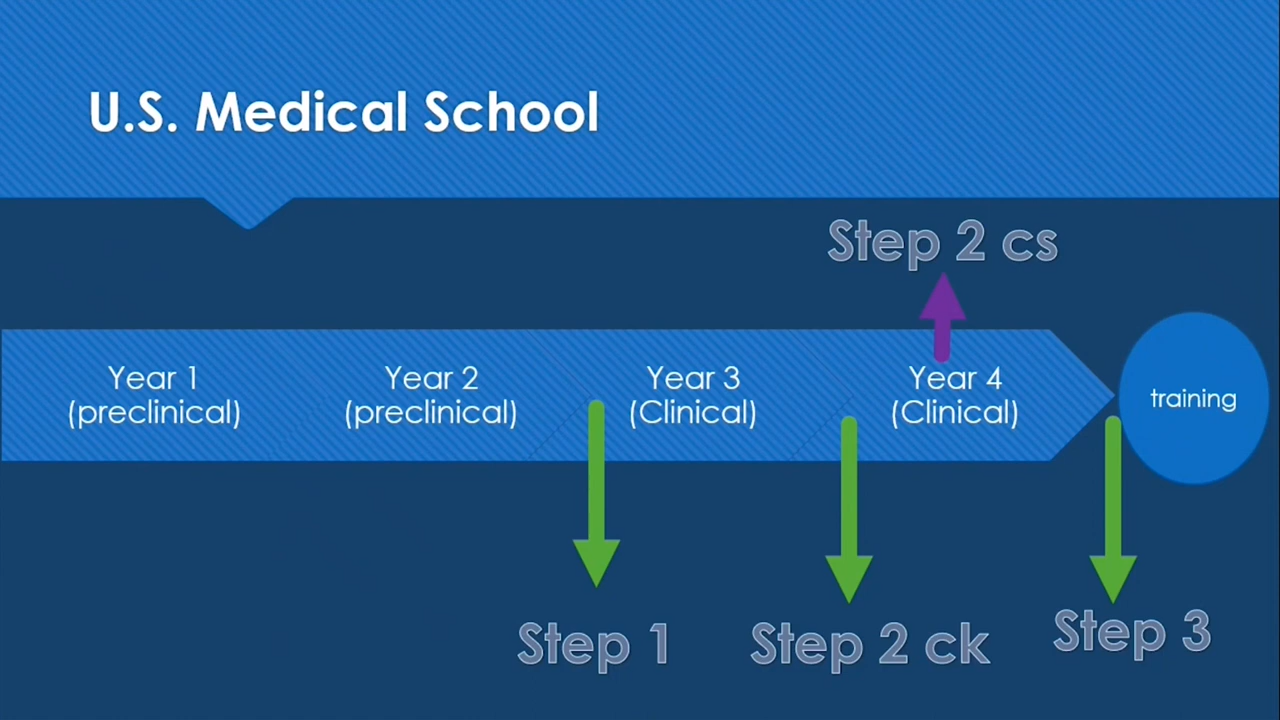 U.S. Medical School
Step 2 cs
Year 1
(preclinical)
Year 2
(preclinical)
Year 3
(Clinical)
Year 4
(Clinical)
training
Step 1
Step 2 ck
Step 3